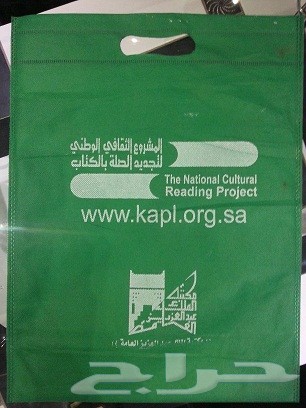 المشروع الثقافي الوطني
لتجديد الصلة بالكتاب
The National Cultural
Reading Project
www.kapl.org.sa
مكتبة
الملك
عبدالعزيز
العامة
حراج